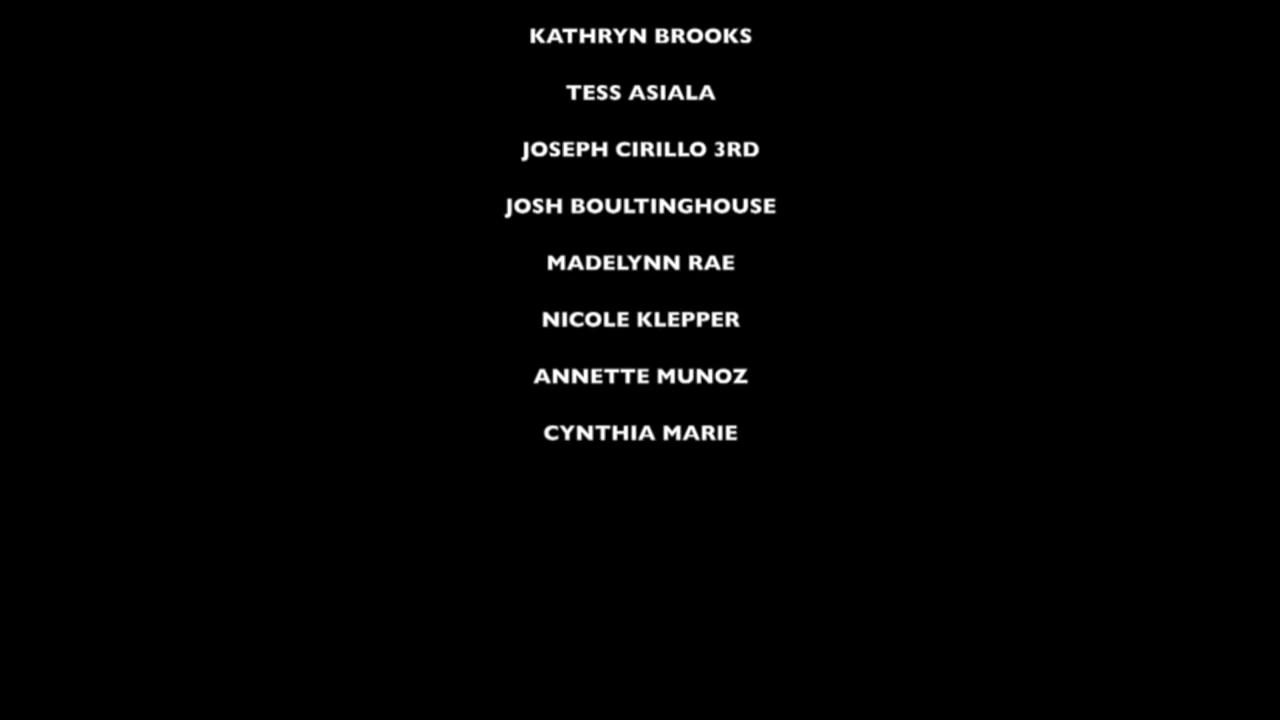 KATHRYN BROOKS
TESS ASIALA
JOSEPH CIRILLO 3RD
JOSH BOULTINGHOUSE
MADELYNN RAE
NICOLE KLEPPER
ANNETTE MUNOZ
CYNTHIA MARIE